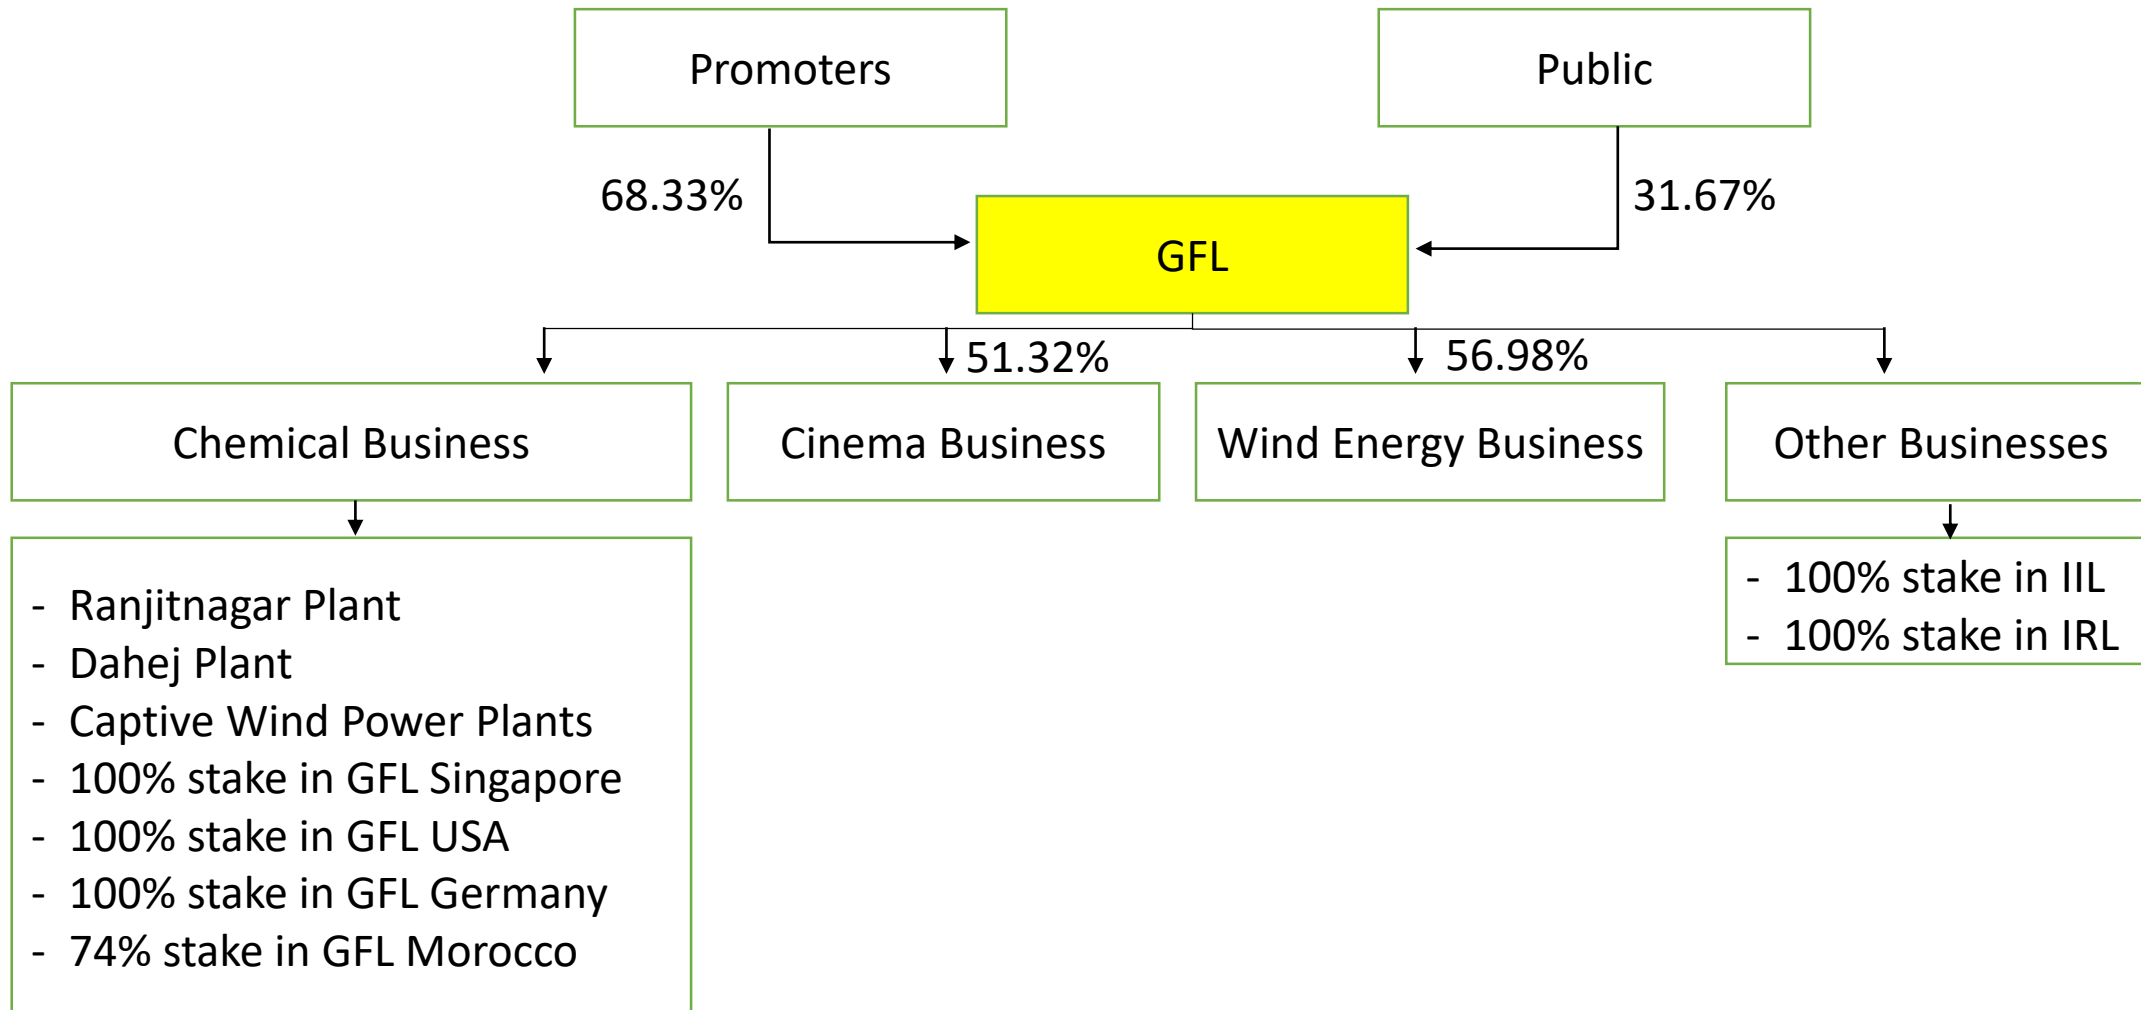 Promoters
Public
68.33%
31.67%
GFL
51.32%
56.98%
Chemical Business
Cinema Business
Wind Energy Business
Other Businesses
- Ranjitnagar Plant
- Dahej Plant
- Captive Wind Power Plants
- 100% stake in GFL Singapore
- 100% stake in GFL USA
- 100% stake in GFL Germany
- 74% stake in GFL Morocco
- 100% stake in IIL
- 100% stake in IRL